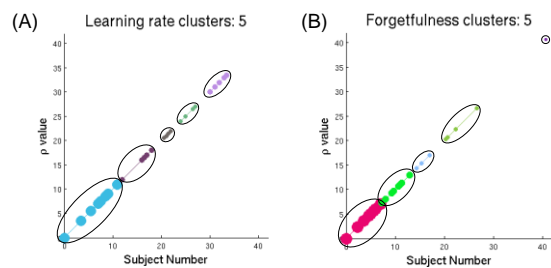 (A) Learning rate clusters: 5
40
35
30
25
20
15
10
5
0 10 20 30 40
ρ value
Subject Number
(B) Forgetfulness clusters: 5
40
35
30
25
20
15
10
5
0 10 20 30 40
ρ value
Subject Number